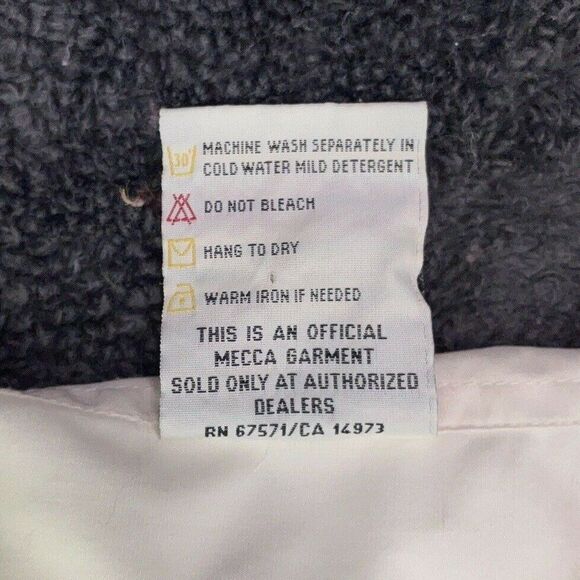 30
MACHINE WASH SEPARATELY IN
COLD WATER MILD DETERGENT
DO NOT BLEACH
HANG TO DRY
WARM IRON IF NEEDED
THIS IS AN OFFICIAL
MECCA GARMENT
SOLD ONLY AT AUTHORIZED
DEALERS
RN 67571/CA 14973